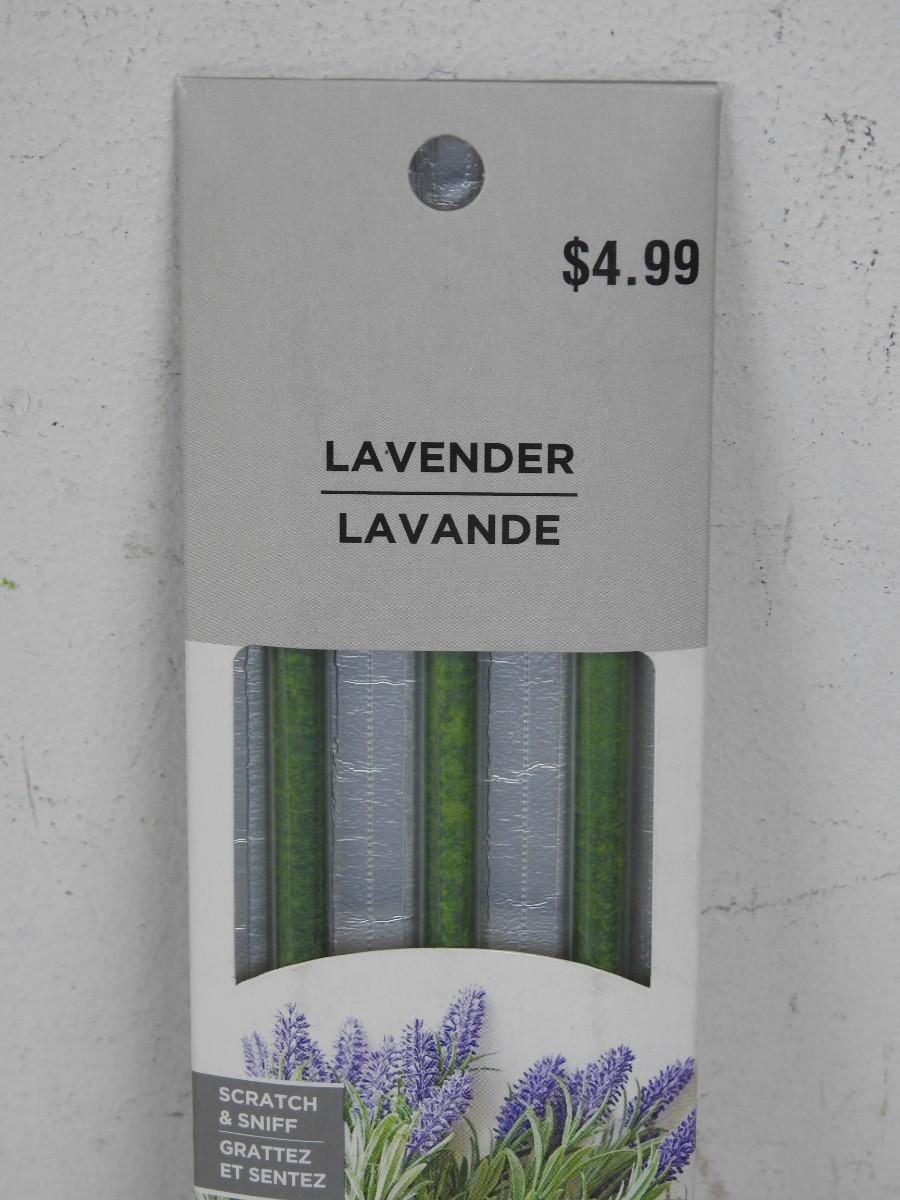 $4.99
LAVENDER
LAVANDE
SCRATCH
& SNIFF
GRATTEZ
ET SENTEZ